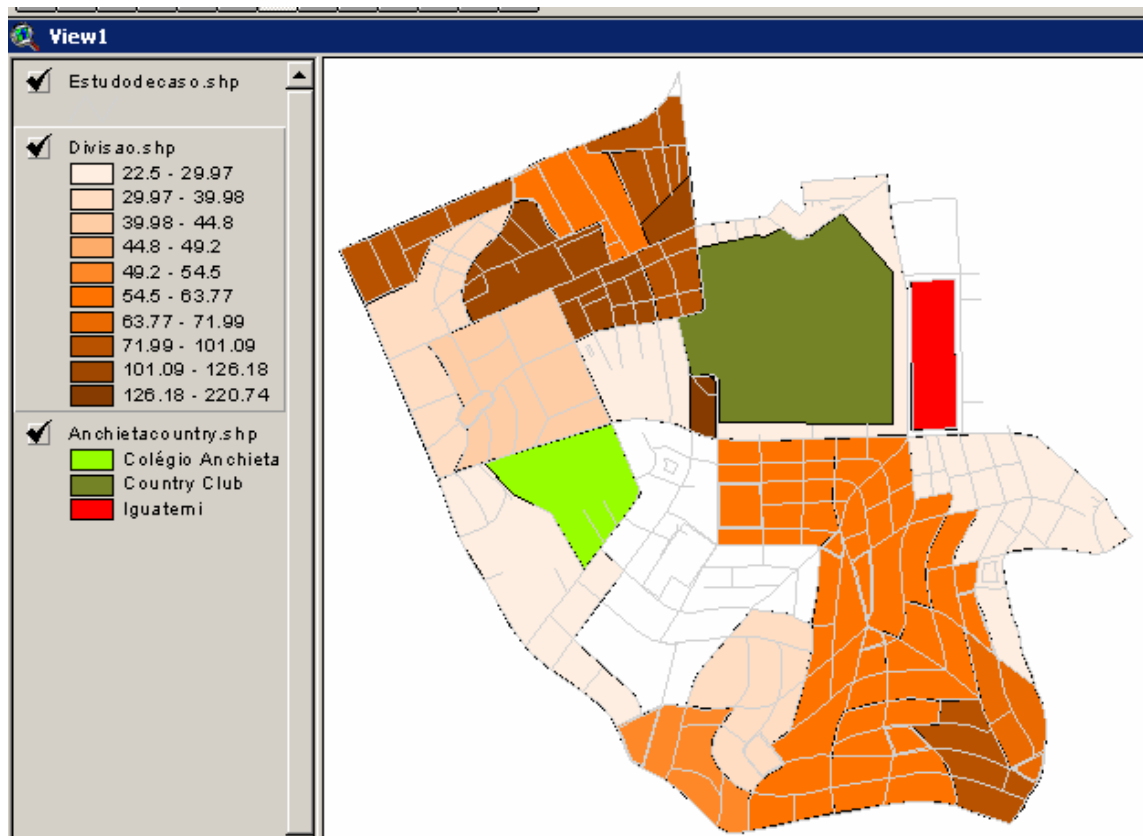 View1
Estudodecaso.shp
Divisao.shp
22.5 - 29.97
29.97 - 39.98
39.98 - 44.8
44.8 - 49.2
49.2 - 54.5
54.5 - 63.77
63.77 - 71.99
71.99 - 101.09
101.09 - 126.18
126.18 - 220.74
Anchietacountry.shp
Colégio Anchieta
Country Club
Iguatemi